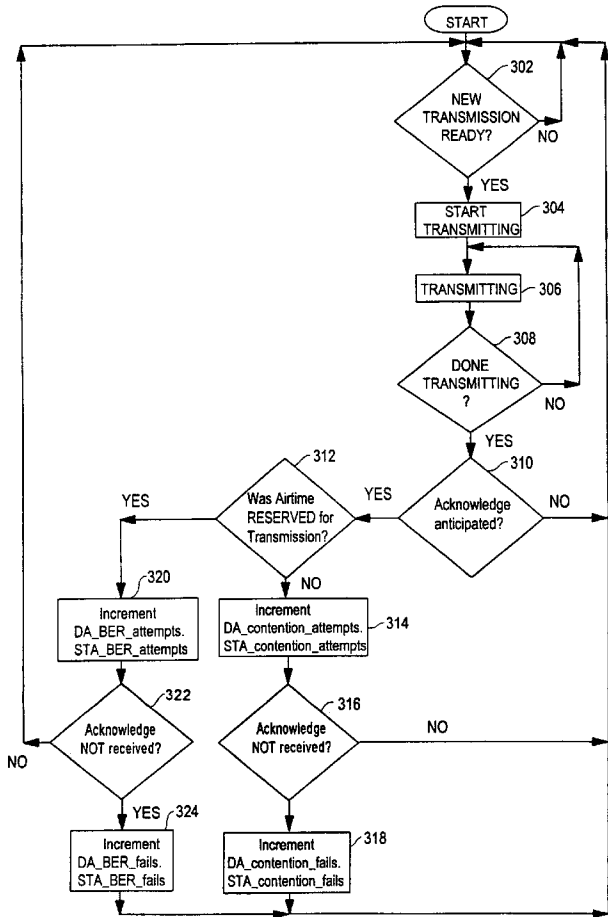 START
302
NEW
TRANSMISSION
READY?
NO
YES
304
START
TRANSMITTING
TRANSMITTING
306
308
DONE
TRANSMITTING
?
NO
YES
310
Acknowledge
anticipated?
NO
YES
312
Was Airtime
RESERVED for
Transmission?
YES
NO
320
Increment
DA_BER_attempts.
STA_BER_attempts
Increment
DA_contention_attempts.
STA_contention_attempts
314
322
Acknowledge
NOT received?
NO
YES
316
Acknowledge
NOT received?
NO
324
Increment
DA_BER_fails.
STA_BER_fails
318
Increment
DA_contention_fails.
STA_contention_fails